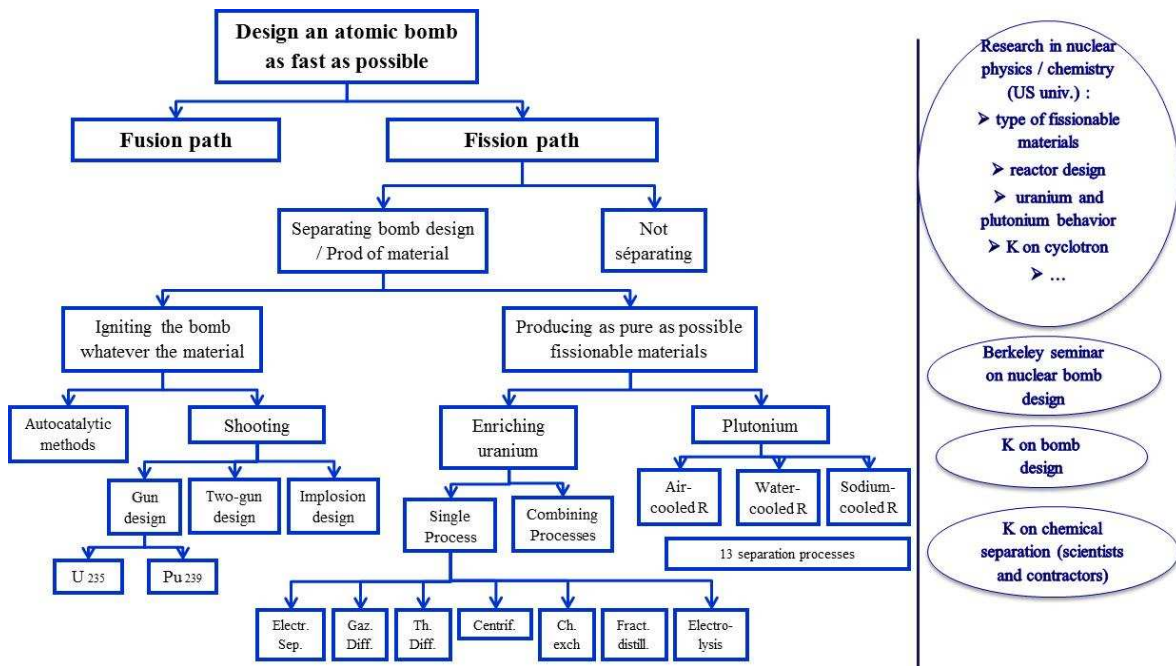 Design an atomic bomb
as fast as possible
Fusion path
Fission path
Separating bomb design
/ Prod of material
Not
séparating
Igniting the bomb
whatever the material
Producing as pure as possible
fissionable materials
Autocatalytic
methods
Shooting
Enriching
uranium
Plutonium
Gun
design
Two-gun
design
Implosion
design
Single
Process
Combining
Processes
Air-
cooled R
Water-
cooled R
Sodium-
cooled R
13 separation processes
U 235
Pu 239
Electr.
Sep.
Gaz.
Diff.
Th.
Diff.
Centrif.
Ch.
exch
Fract.
distill.
Electro-
lysis
Research in nuclear
physics / chemistry
(US univ.) :
➢ type of fissionable
materials
➢ reactor design
➢ uranium and
plutonium behavior
➢ K on cyclotron
➢ …
Berkeley seminar
on nuclear bomb
design
K on bomb
design
K on chemical
separation (scientists
and contractors)